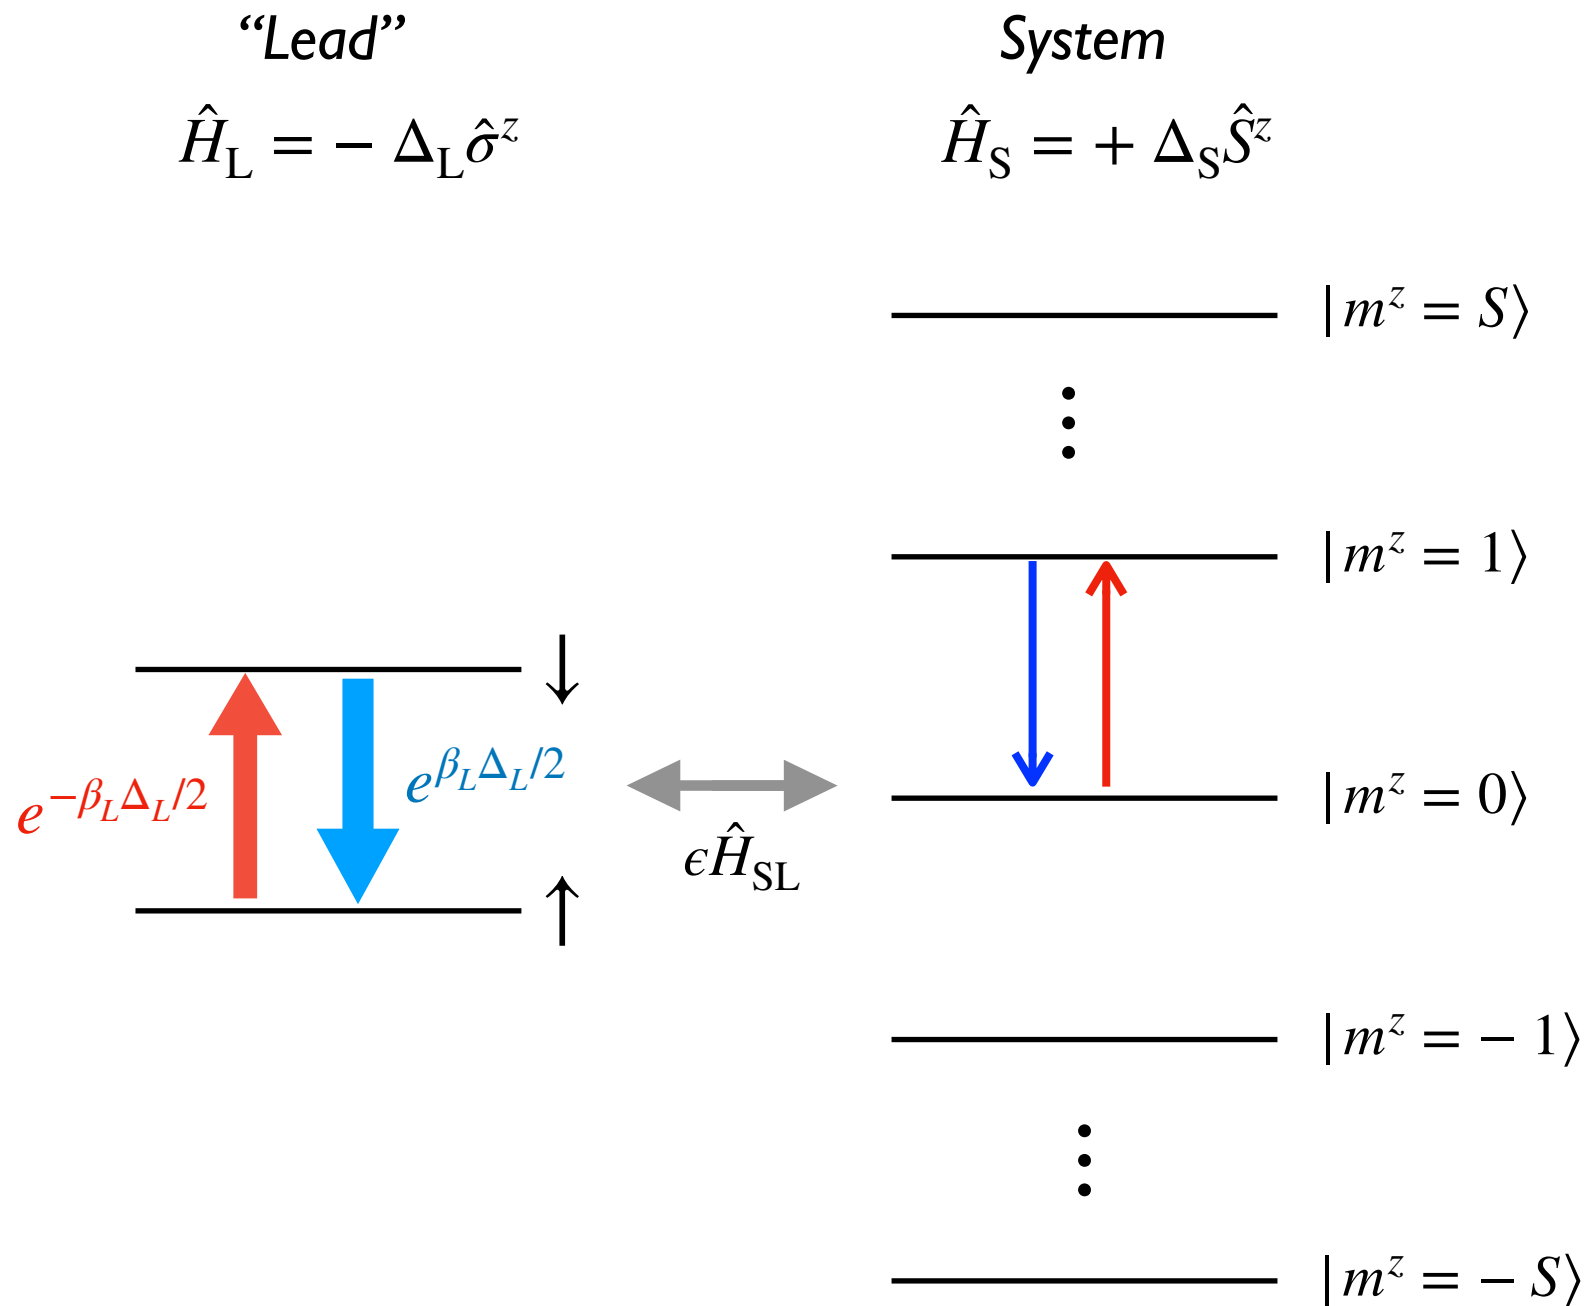 “Lead”
System
Ĥ_L = − Δ_L σ̂^z
Ĥ_S = + Δ_S Ŝ^z
| m^z = S⟩
⋮
| m^z = 1⟩
↓
e^{−β_L Δ_L/2}
e^{β_L Δ_L/2}
| m^z = 0⟩
ϵĤ_SL
↑
| m^z = − 1⟩
⋮
| m^z = − S⟩